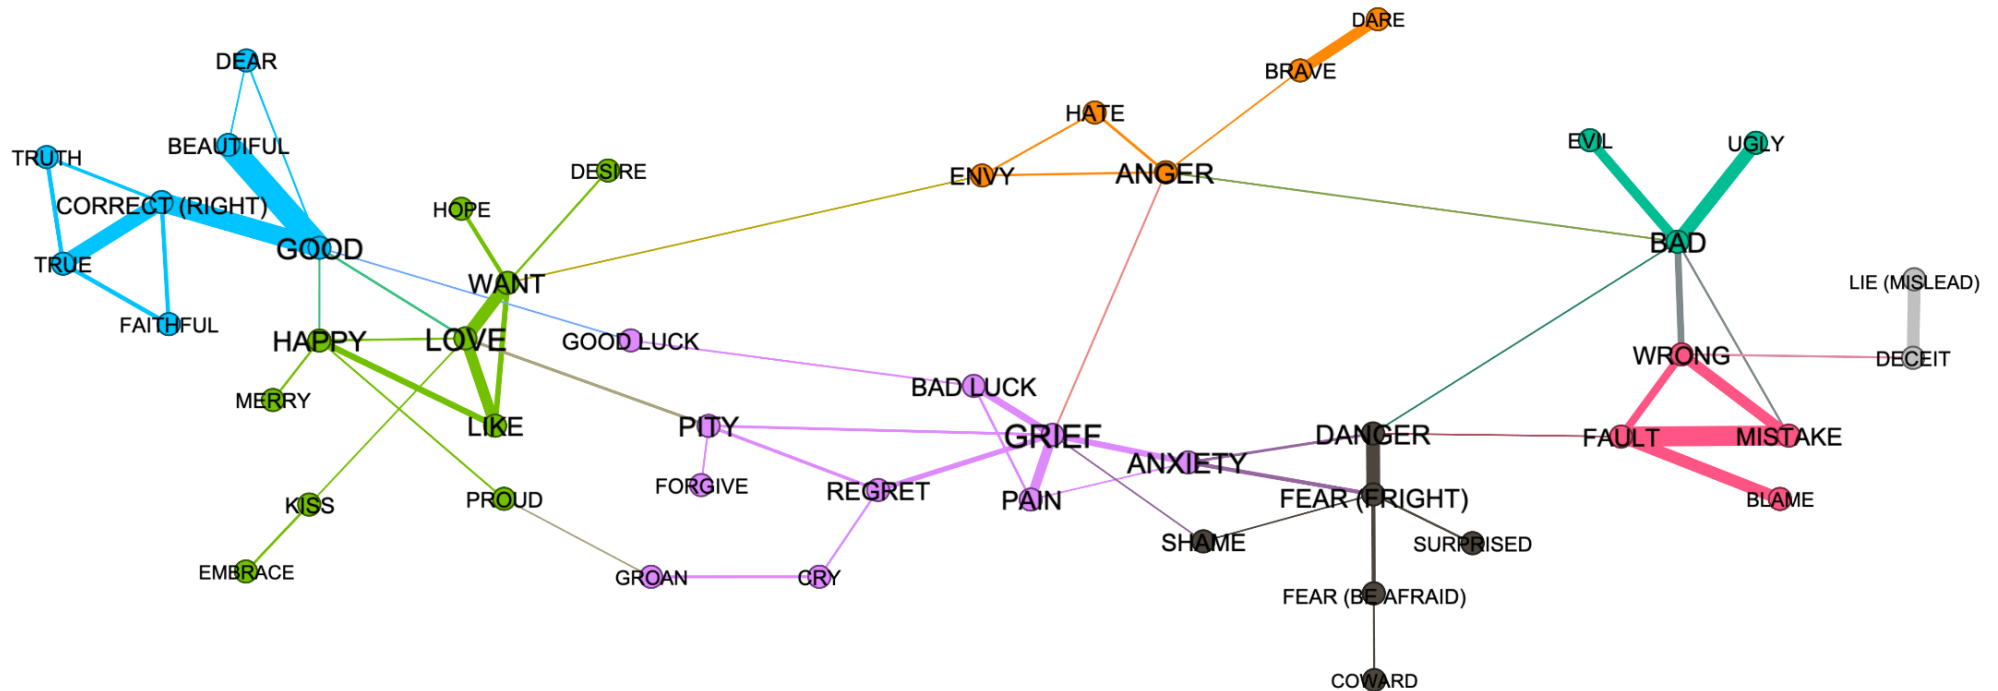 DARE
DEAR
BRAVE
HATE
BEAUTIFUL
EVIL
UGLY
TRUTH
DESIRE
ENVY
ANGER
CORRECT (RIGHT)
HOPE
GOOD
BAD
TRUE
WANT
LIE (MISLEAD)
FAITHFUL
HAPPY
LOVE
GOOD LUCK
WRONG
DECEIT
BAD LUCK
MERRY
LIKE
PITY
GRIEF
DANGER
FAULT
MISTAKE
ANXIETY
FORGIVE
REGRET
PAIN
FEAR (FRIGHT)
BLAME
KISS
PROUD
SHAME
SURPRISED
EMBRACE
GROAN
CRY
FEAR (BE AFRAID)
COWARD